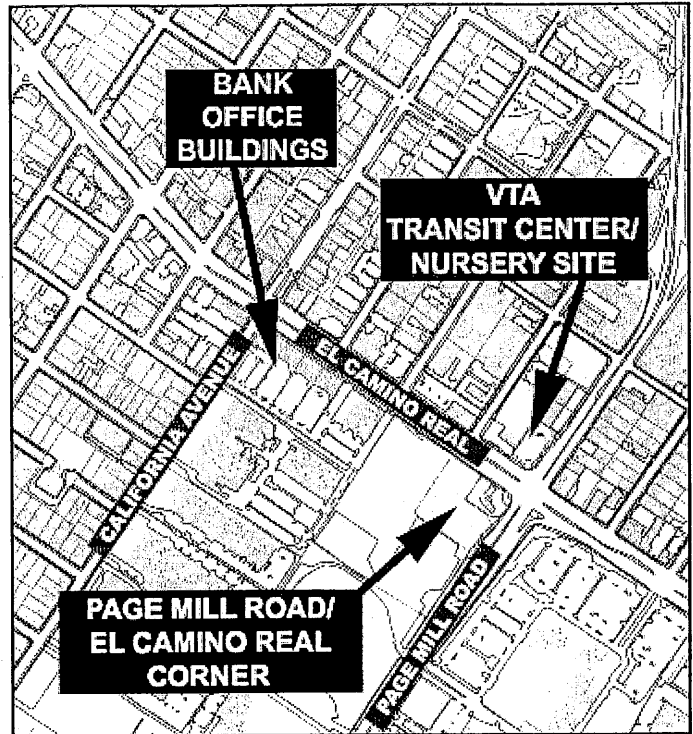 BANK
OFFICE
BUILDINGS
VTA
TRANSIT CENTER/
NURSERY SITE
EL CAMINO REAL
CALIFORNIA AVENUE
PAGE MILL ROAD/
EL CAMINO REAL
CORNER
PAGE MILL ROAD